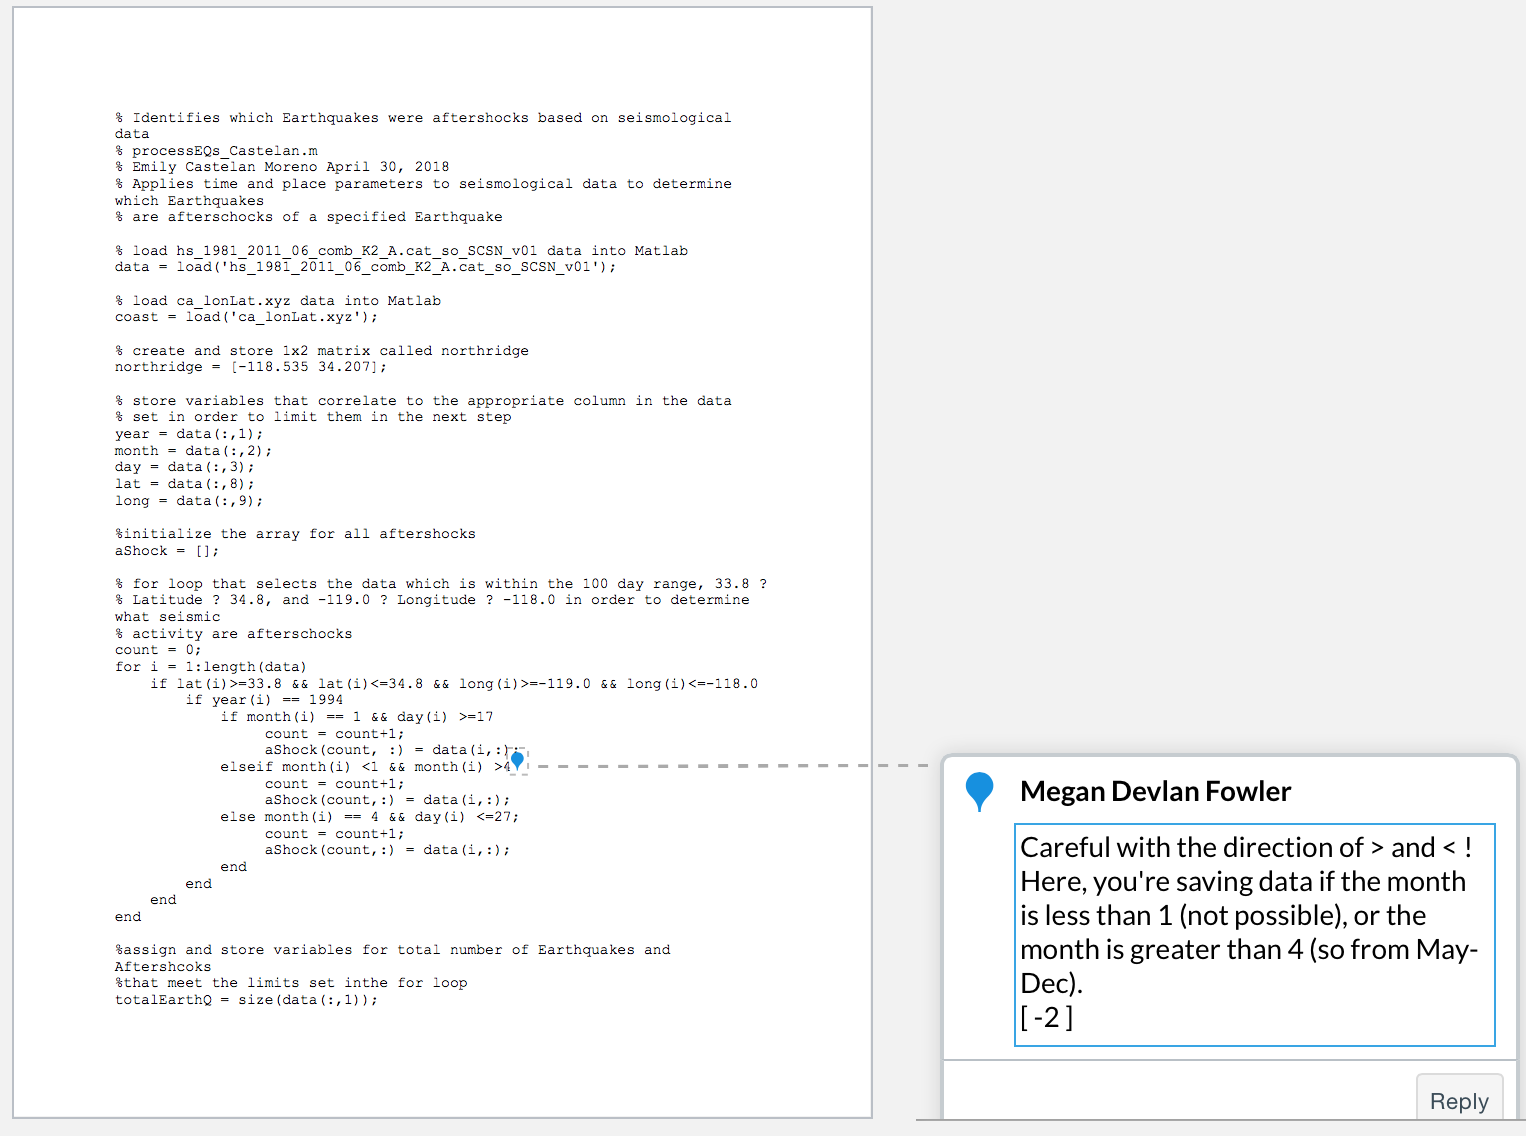 % Identifies which Earthquakes were aftershocks based on seismological
data
% processEQs_Castelan.m
% Emily Castelan Moreno April 30, 2018
% Applies time and place parameters to seismological data to determine
which Earthquakes
% are afterschocks of a specified Earthquake
% load hs_1981_2011_06_comb_K2_A.cat_so_SCSN_v01 data into Matlab
data = load('hs_1981_2011_06_comb_K2_A.cat_so_SCSN_v01');
% load ca_lonLat.xyz data into Matlab
coast = load('ca_lonLat.xyz');
% create and store 1x2 matrix called northridge
northridge = [-118.535 34.207];
% store variables that correlate to the appropriate column in the data
% set in order to limit them in the next step
year = data(:,1);
month = data(:,2);
day = data(:,3);
lat = data(:,8);
long = data(:,9);
%initialize the array for all aftershocks
aShock = [];
% for loop that selects the data which is within the 100 day range, 33.8 ?
% Latitude ? 34.8, and -119.0 ? Longitude ? -118.0 in order to determine
what seismic
% activity are afterschocks
count = 0;
for i = 1:length(data)
if lat(i)>=33.8 && lat(i)<=34.8 && long(i)>=-119.0 && long(i)<=-118.0
if year(i) == 1994
if month(i) == 1 && day(i) >=17
count = count+1;
aShock(count, :) = data(i,:);
elseif month(i) <1 && month(i) >4
count = count+1;
aShock(count,:) = data(i,:);
else month(i) == 4 && day(i) <=27;
count = count+1;
aShock(count,:) = data(i,:);
end
end
end
end
%assign and store variables for total number of Earthquakes and
Aftershcoks
%that meet the limits set inthe for loop
totalEarthQ = size(data(:,1));
Megan Devlan Fowler
Careful with the direction of > and < !
Here, you're saving data if the month
is less than 1 (not possible), or the
month is greater than 4 (so from May-
Dec).
[ -2 ]
Reply